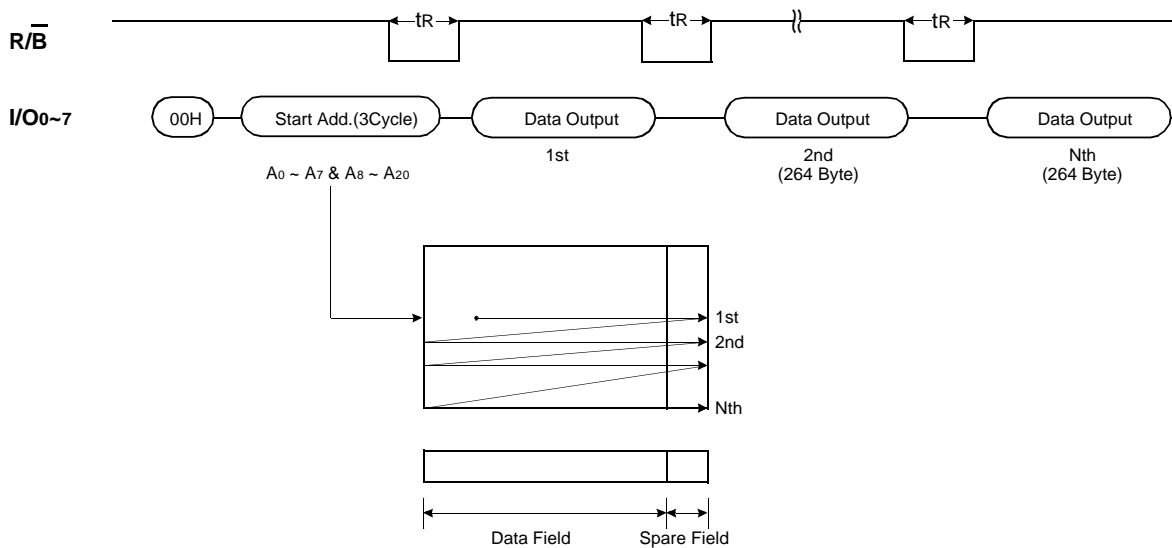 tR tR tR
R/B
I/O0~7 00H Start Add.(3Cycle) Data Output Data Output Data Output
1st 2nd Nth
(264 Byte) (264 Byte)
A0 ~ A7 & A8 ~ A20
1st
2nd
Nth
Data Field Spare Field